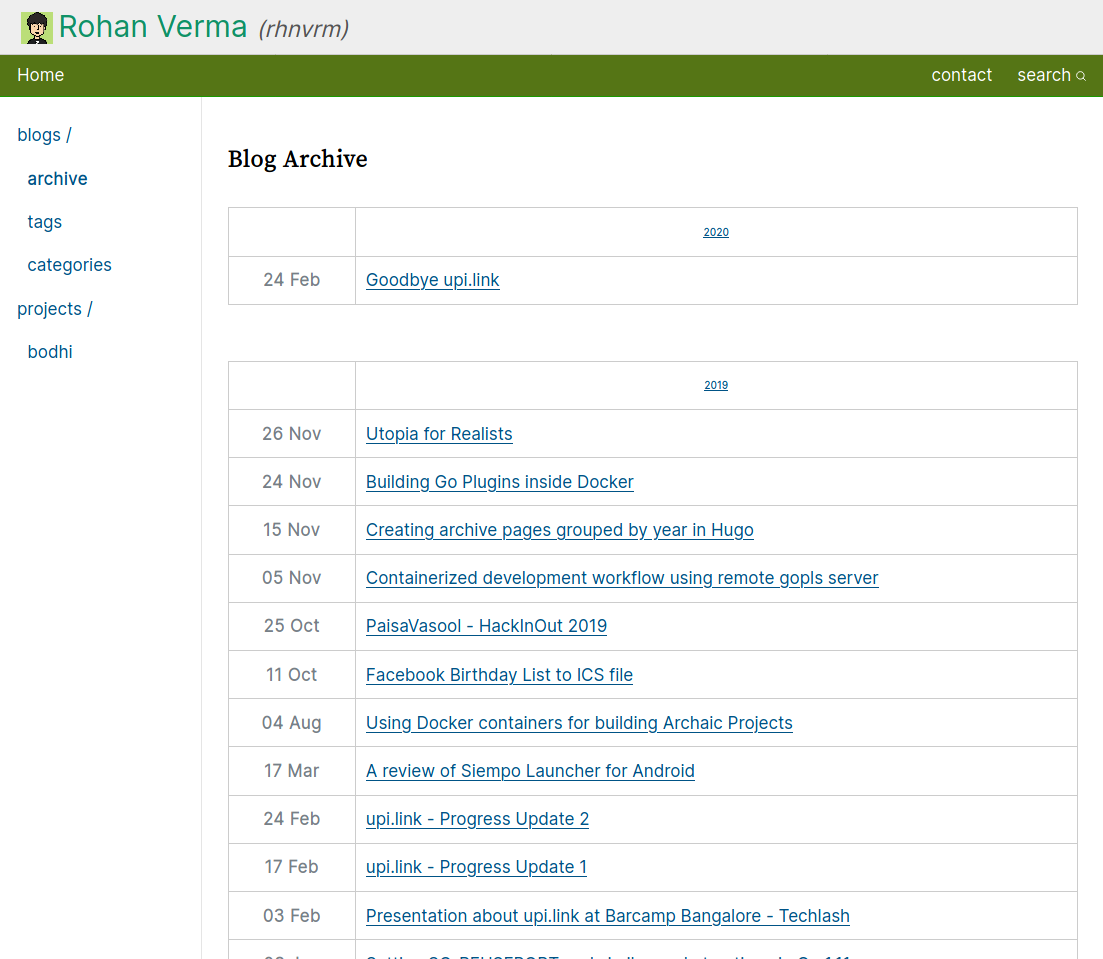 Rohan Verma (rhnvrm)
Home contact search
blogs /
archive
tags
categories
projects /
bodhi
Blog Archive
2020
24 Feb Goodbye upi.link
2019
26 Nov Utopia for Realists
24 Nov Building Go Plugins inside Docker
15 Nov Creating archive pages grouped by year in Hugo
05 Nov Containerized development workflow using remote gopls server
25 Oct PaisaVasool - HackInOut 2019
11 Oct Facebook Birthday List to ICS file
04 Aug Using Docker containers for building Archaic Projects
17 Mar A review of Siempo Launcher for Android
24 Feb upi.link - Progress Update 2
17 Feb upi.link - Progress Update 1
03 Feb Presentation about upi.link at Barcamp Bangalore - Techlash